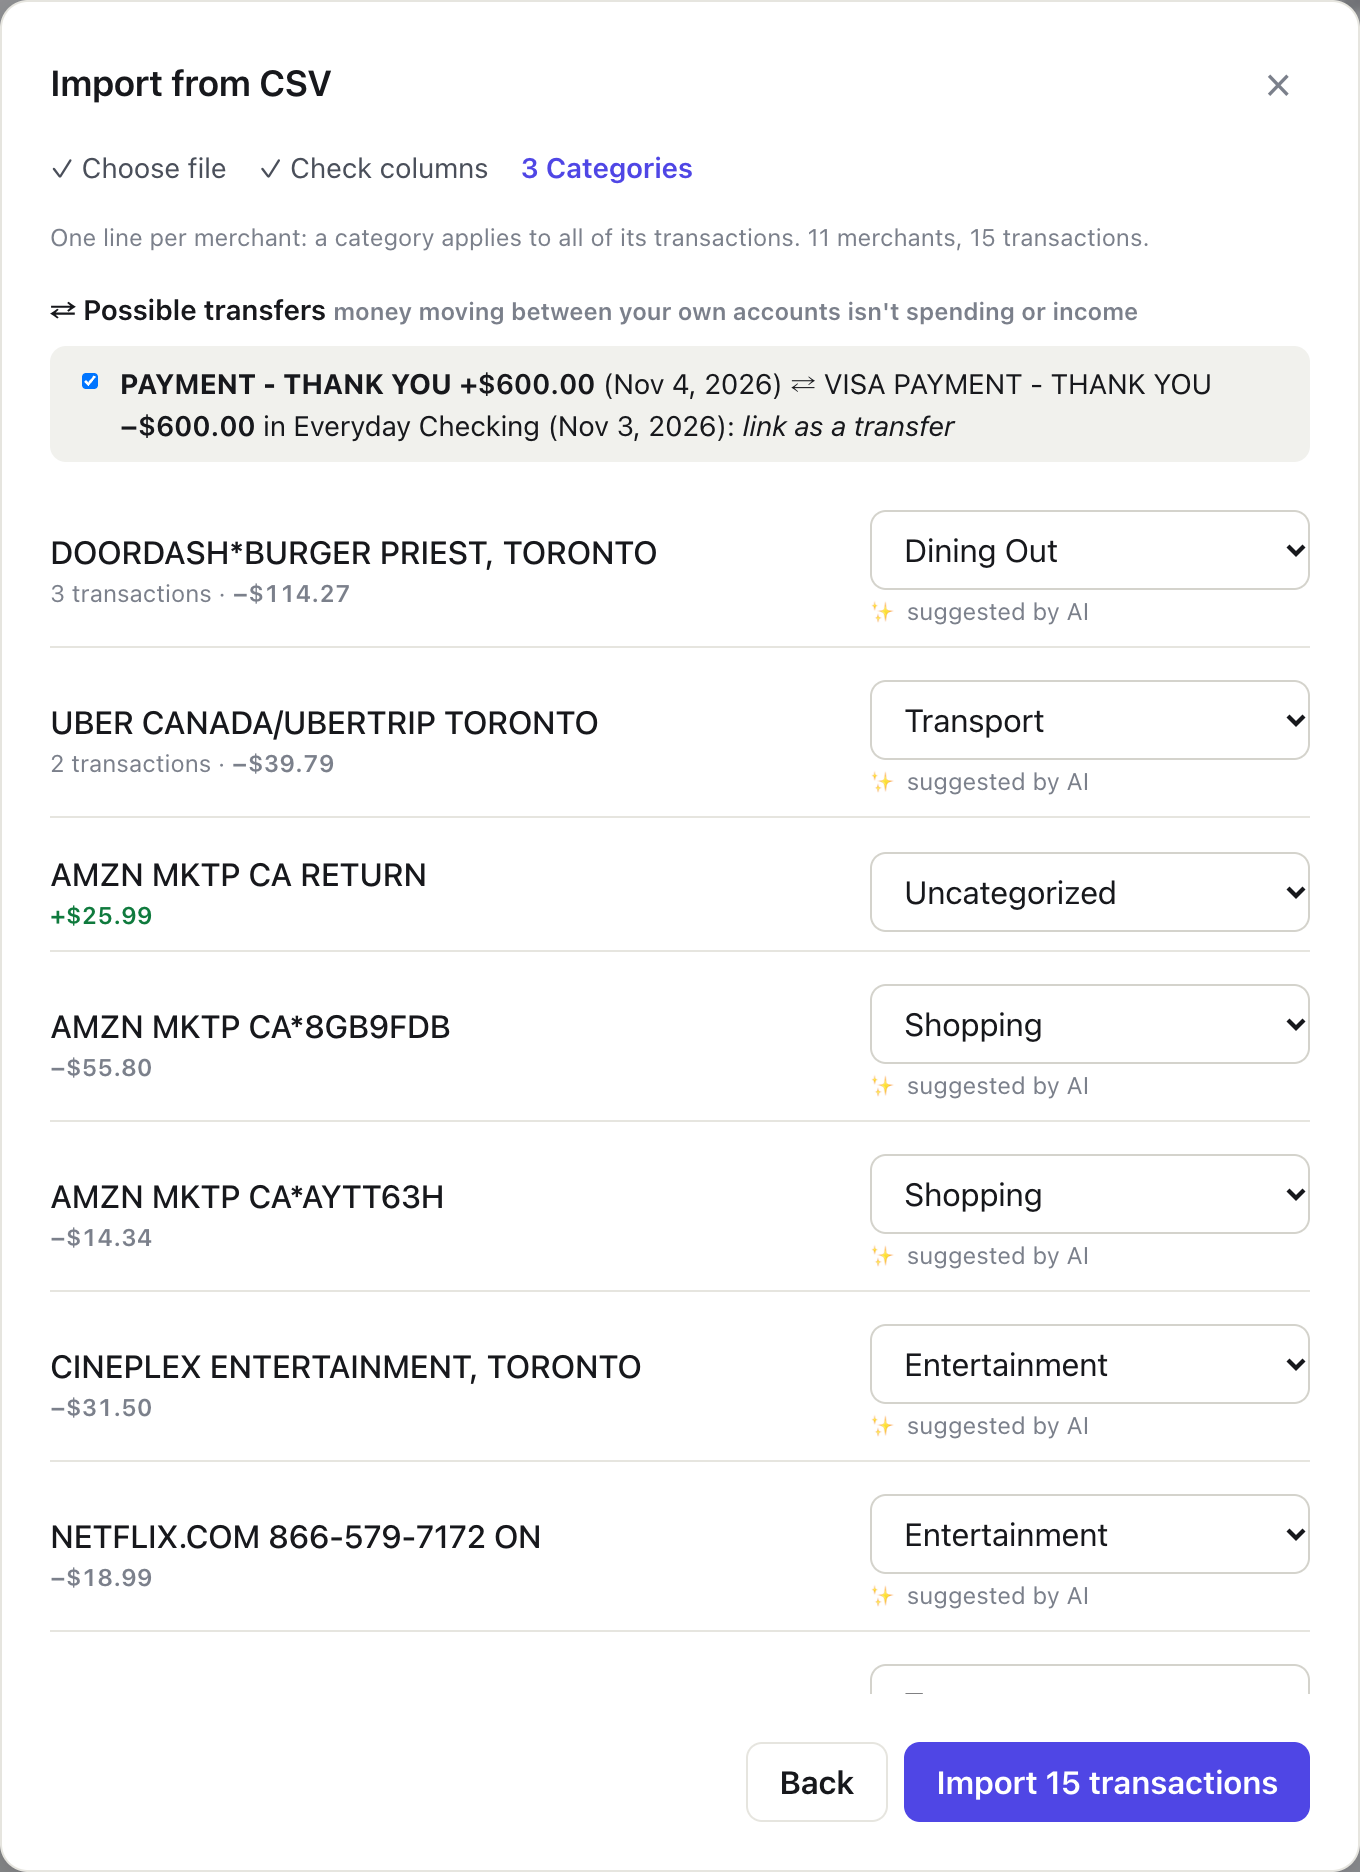 Import from CSV
✓ Choose file ✓ Check columns 3 Categories
One line per merchant: a category applies to all of its transactions. 11 merchants, 15 transactions.
⇄ Possible transfers money moving between your own accounts isn't spending or income
PAYMENT - THANK YOU +$600.00 (Nov 4, 2026) ⇄ VISA PAYMENT - THANK YOU
−$600.00 in Everyday Checking (Nov 3, 2026): link as a transfer
DOORDASH*BURGER PRIEST, TORONTO
3 transactions · −$114.27
Dining Out
✨ suggested by AI
UBER CANADA/UBERTRIP TORONTO
2 transactions · −$39.79
Transport
✨ suggested by AI
AMZN MKTP CA RETURN
+$25.99
Uncategorized
AMZN MKTP CA*8GB9FDB
−$55.80
Shopping
✨ suggested by AI
AMZN MKTP CA*AYTT63H
−$14.34
Shopping
✨ suggested by AI
CINEPLEX ENTERTAINMENT, TORONTO
−$31.50
Entertainment
✨ suggested by AI
NETFLIX.COM 866-579-7172 ON
−$18.99
Entertainment
✨ suggested by AI
Back
Import 15 transactions